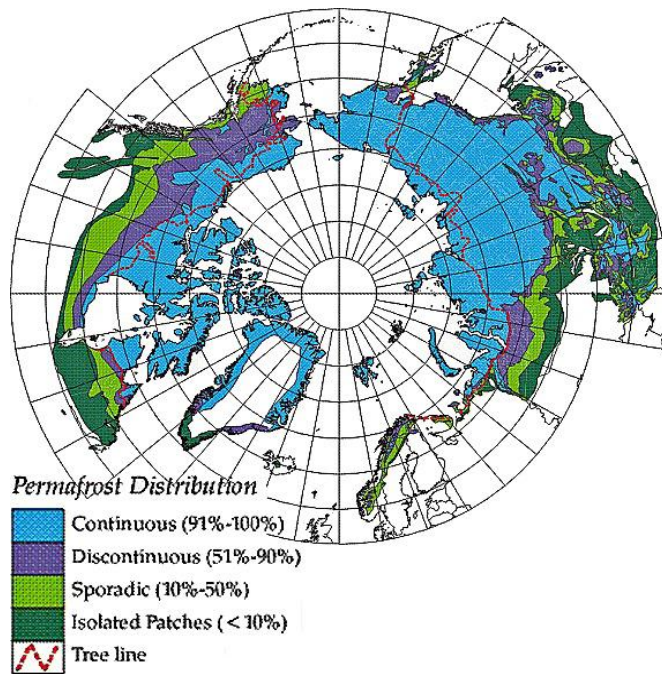 Permafrost Distribution
Continuous (91%-100%)
Discontinuous (51%-90%)
Sporadic (10%-50%)
Isolated Patches (<10%)
Tree line